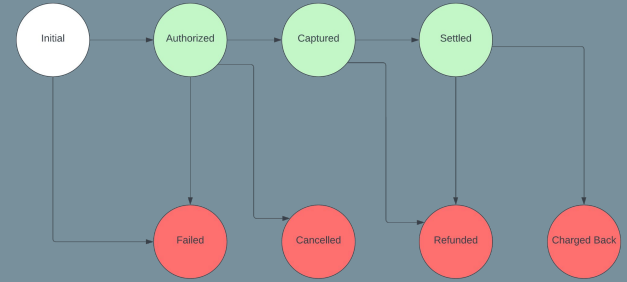 Initial
Authorized
Captured
Settled
Failed
Cancelled
Refunded
Charged Back